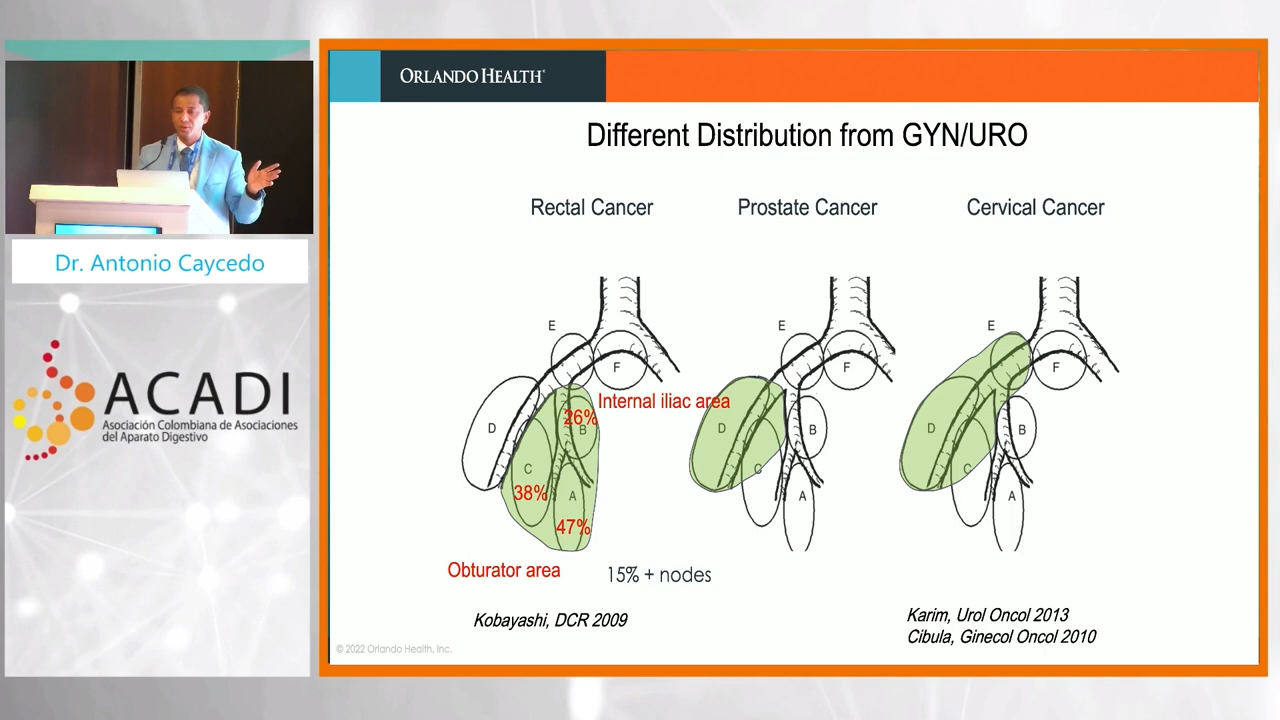 ORLANDO HEALTH®
Different Distribution from GYN/URO
Rectal Cancer
Prostate Cancer
Cervical Cancer
E
F
Internal iliac area
26%
B
D
C
38%
A
47%
E
F
D
B
C
A
E
F
D
B
C
A
Obturator area
15% + nodes
Kobayashi, DCR 2009
Karim, Urol Oncol 2013
Cibula, Ginecol Oncol 2010
© 2022 Orlando Health, Inc.
Dr. Antonio Caycedo
ACADI
Asociación Colombiana de Asociaciones
del Aparato Digestivo